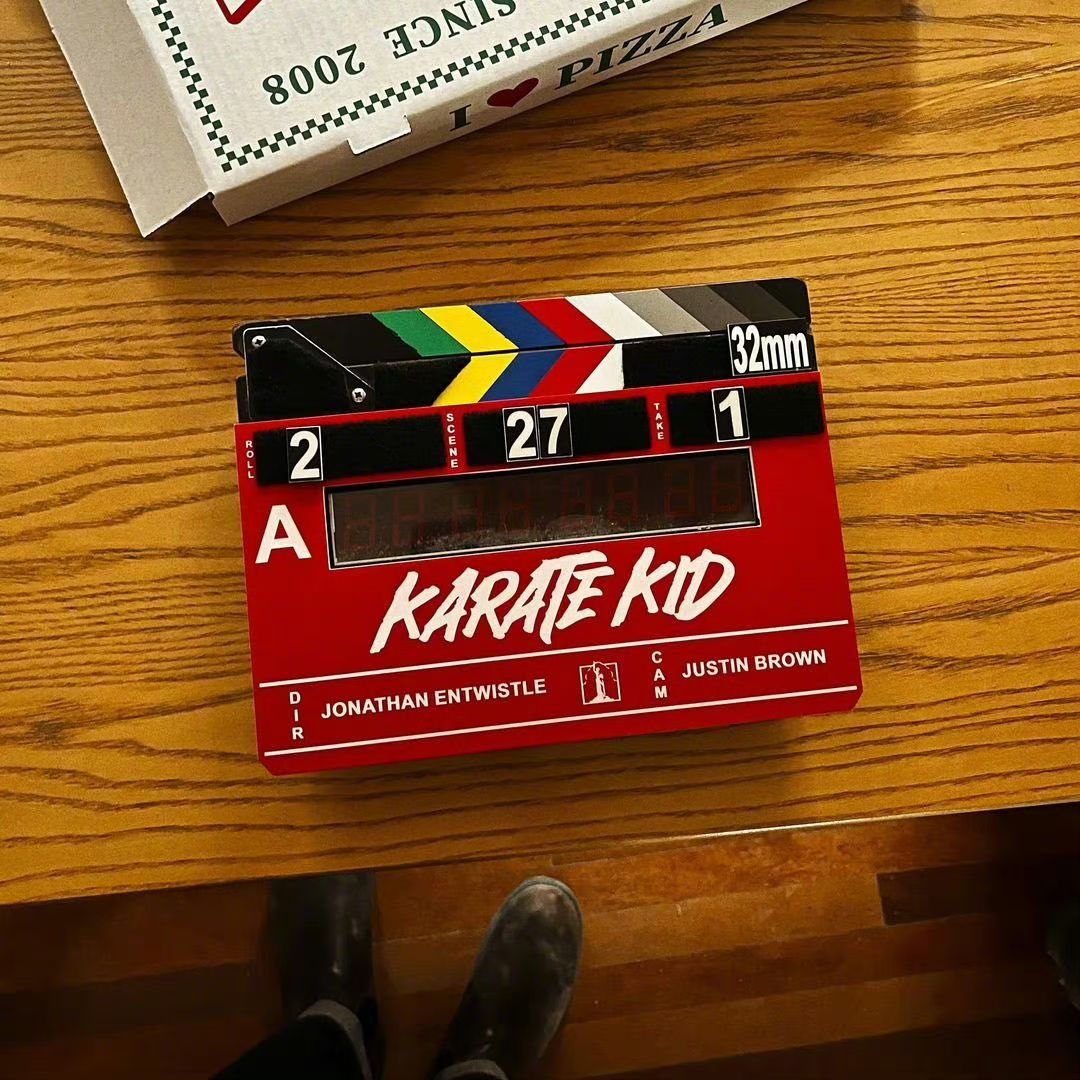 SINCE 2008
I ❤ PIZZA
32mm
ROLL 2 SCENE 27 TAKE 1
A
KARATE KID
DIR JONATHAN ENTWISTLE CAM JUSTIN BROWN